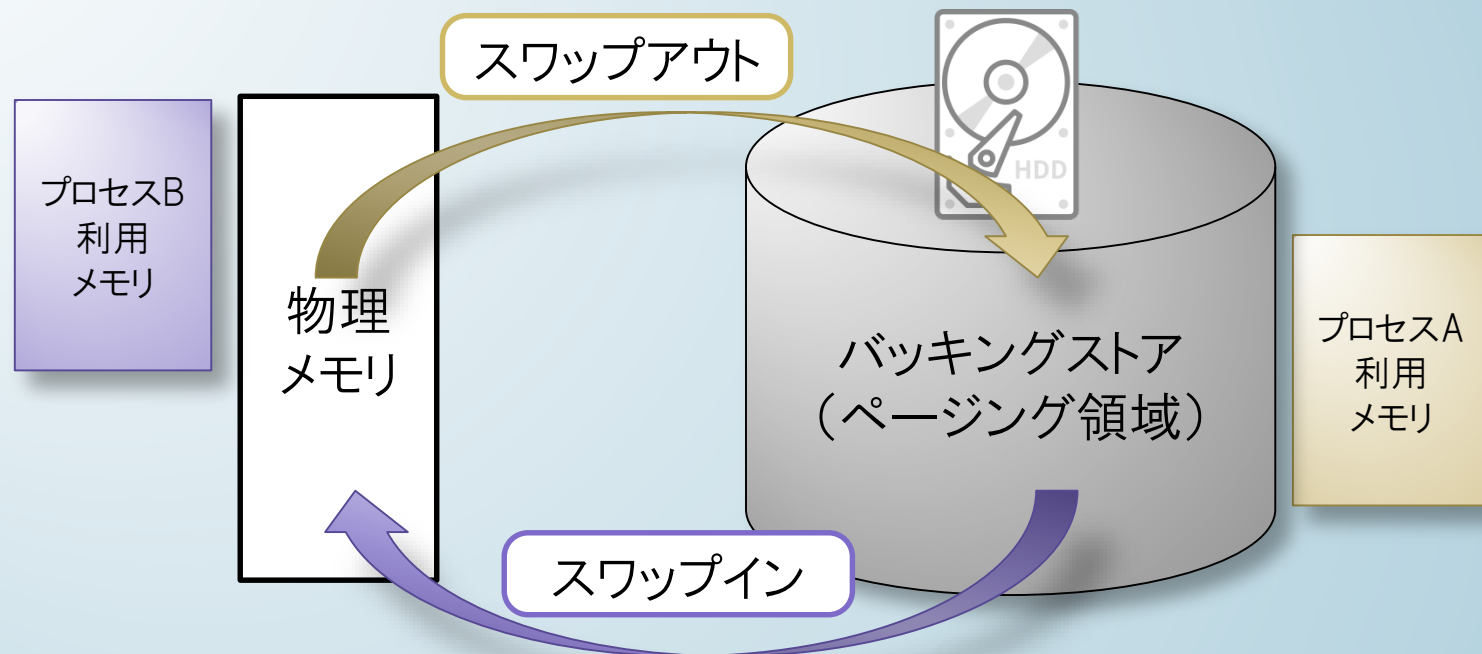 スワップアウト
HDD
プロセスB
利用
メモリ
物理
メモリ
バッキングストア
（ページング領域）
プロセスA
利用
メモリ
スワップイン